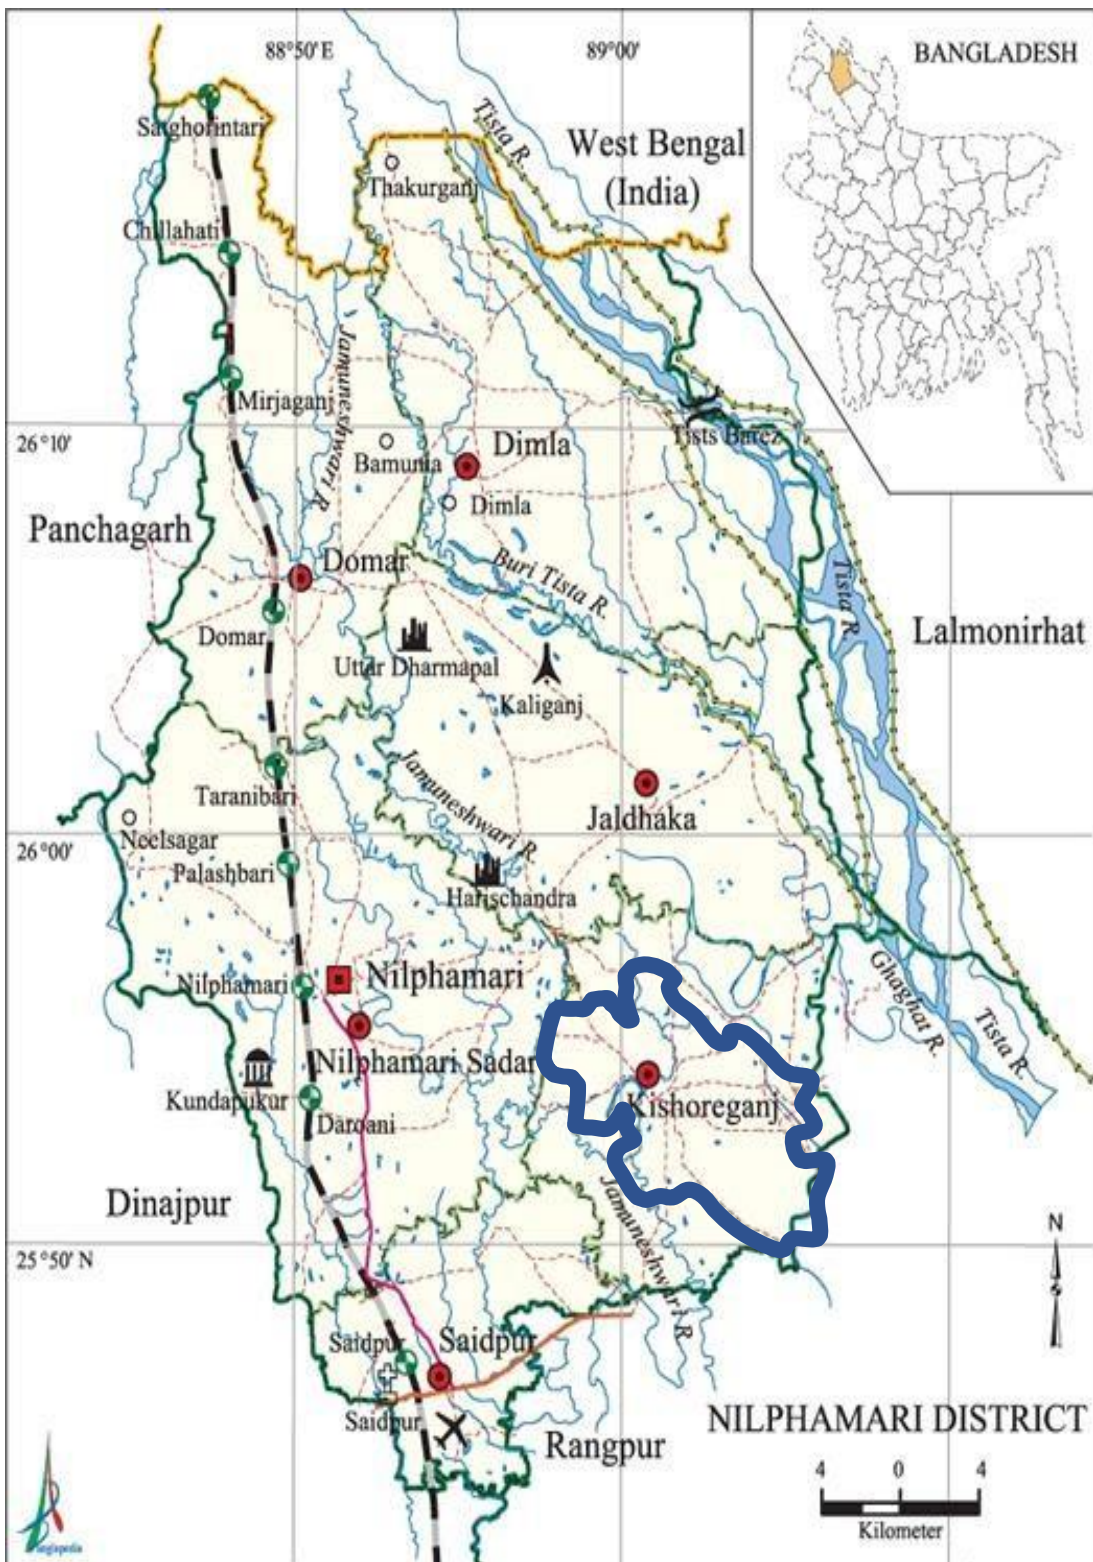 88°50' E
89°00'
BANGLADESH
Satghorintari
Tista R.
West Bengal
(India)
Thakurganj
Chillahati
Jamuneshwari R.
Mirjaganj
26°10'
Bamunia
Dimla
Tists Barez
Dimla
Panchagarh
Domar
Buri Tista R.
Tista R.
Domar
Lalmonirhat
Uttar Dharmapal
Kaliganj
Jamuneshwari R.
Taranibari
Jaldhaka
Neelsagar
26°00'
Palashbari
Harischandra
Nilphamari
Nilphamari
Ghaghat R.
Tista R.
Nilphamari Sadar
Kundapukur
Daroani
Kishoreganj
Dinajpur
Jamuneshwari R.
N
25°50' N
Saidpur
Saidpur
Saidpur
Rangpur
NILPHAMARI DISTRICT
4 0 4
Kilometer
anglapedia